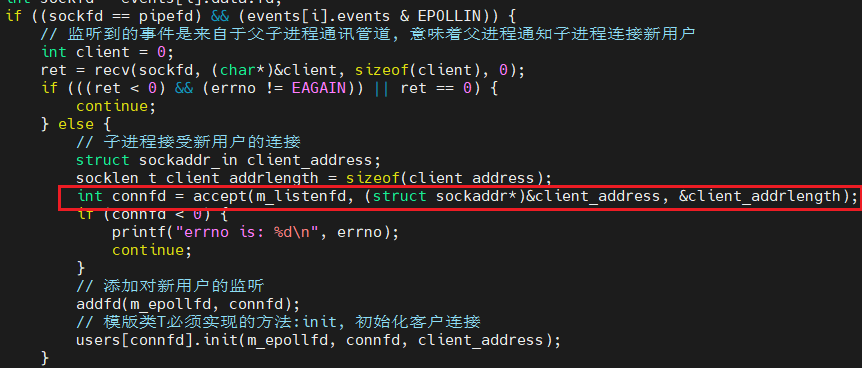 int sockfd = events[i].data.fd;
if ((sockfd == pipefd) && (events[i].events & EPOLLIN)) {
    // 监听到的事件是来自于父子进程通讯管道, 意味着父进程通知子进程连接新用户
    int client = 0;
    ret = recv(sockfd, (char*)&client, sizeof(client), 0);
    if (((ret < 0) && (errno != EAGAIN)) || ret == 0) {
        continue;
    } else {
        // 子进程接受新用户的连接
        struct sockaddr_in client_address;
        socklen_t client_addrlength = sizeof(client_address);
        int connfd = accept(m_listenfd, (struct sockaddr*)&client_address, &client_addrlength);
        if (connfd < 0) {
            printf("errno is: %d\n", errno);
            continue;
        }
        // 添加对新用户的监听
        addfd(m_epollfd, connfd);
        // 模版类T必须实现的方法:init, 初始化客户连接
        users[connfd].init(m_epollfd, connfd, client_address);
    }